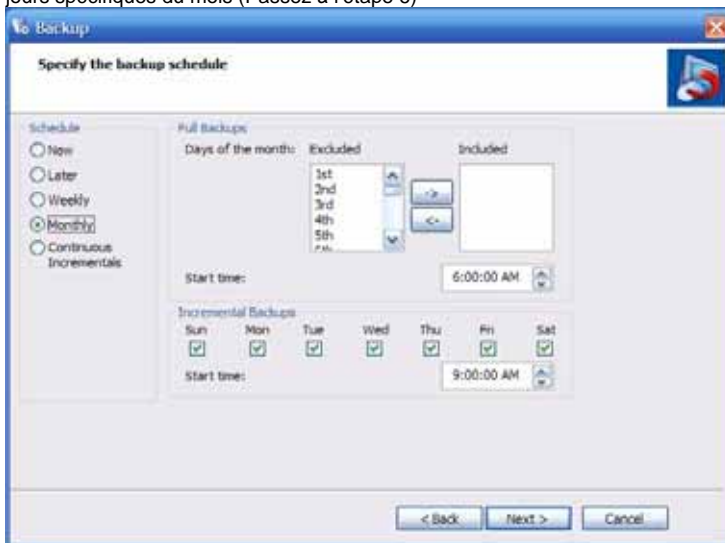 jours spécifiques du mois (Passez à l'étape 8)
Backup
Specify the backup schedule
Schedule
Now
Later
Weekly
Monthly
Continuous
Incrementals
Full Backups
Days of the month:
Excluded
Included
1st
2nd
3rd
4th
5th
->
<-
Start time:
6:00:00 AM
Incremental Backups
Sun Mon Tue Wed Thu Fri Sat
Start time:
9:00:00 AM
< Back
Next >
Cancel